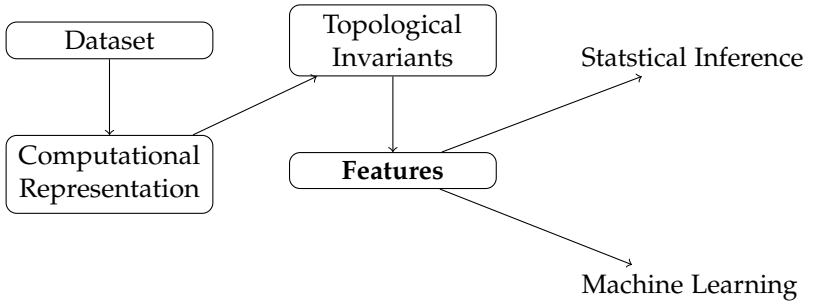 Dataset
Computational
Representation
Topological
Invariants
Features
Statstical Inference
Machine Learning